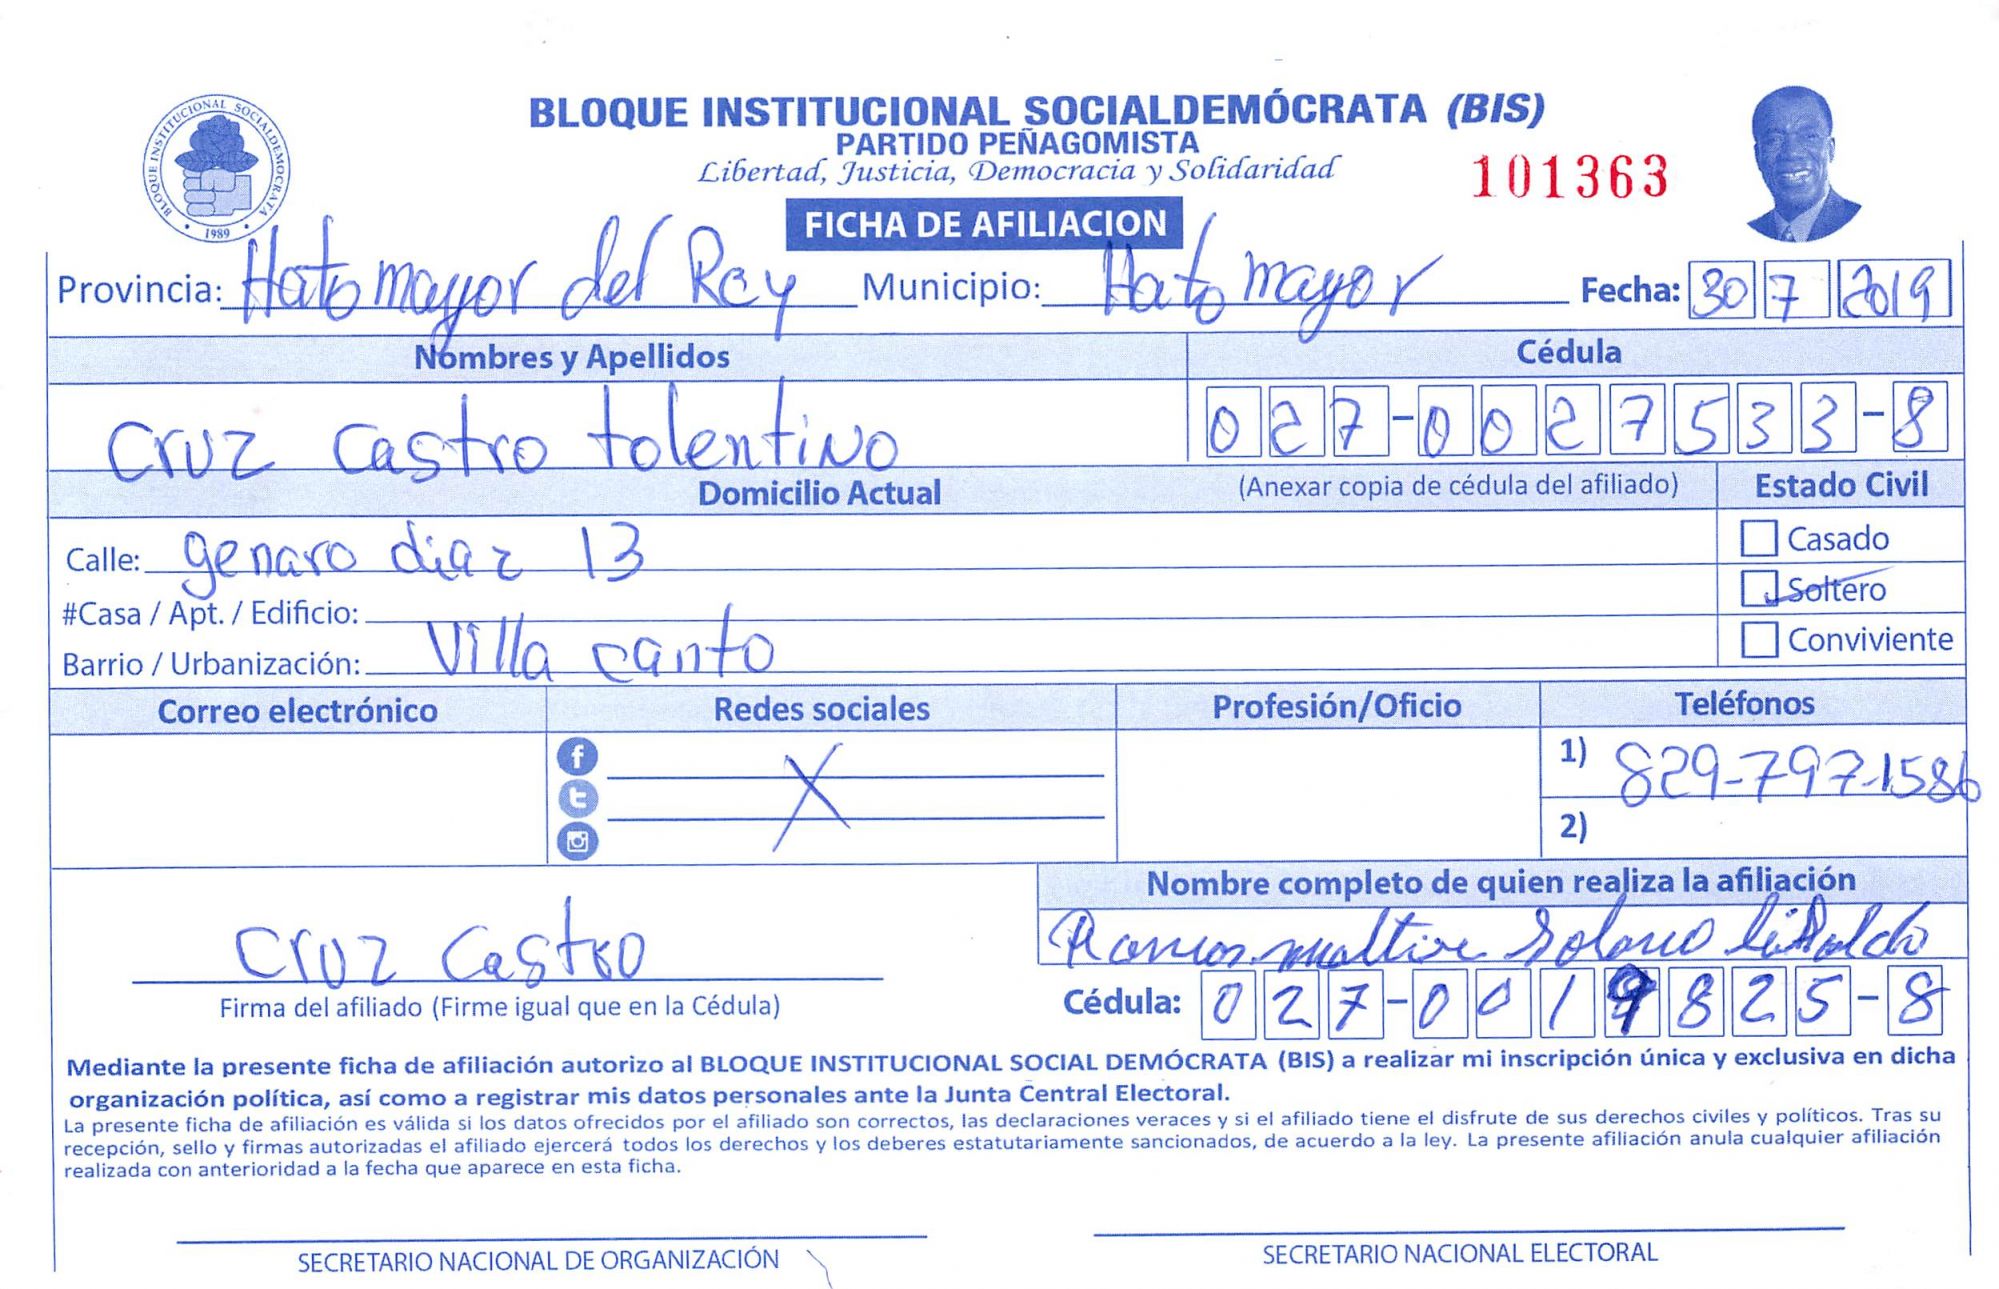 BLOQUE INSTITUCIONAL SOCIALDEMOCRATA
1989
BLOQUE INSTITUCIONAL SOCIALDEMÓCRATA (BIS)
PARTIDO PEÑAGOMISTA
Libertad, Justicia, Democracia y Solidaridad
101363
FICHA DE AFILIACION
Provincia: Hato mayor del Rey Municipio: Hato mayor Fecha: 30 7 2019
Nombres y Apellidos Cédula
Cruz Castro tolentino 027-0027533-8
Domicilio Actual (Anexar copia de cédula del afiliado) Estado Civil
Calle: genaro diaz 13 Casado
#Casa / Apt. / Edificio: Soltero
Barrio / Urbanización: Villa canto Conviviente
Correo electrónico Redes sociales Profesión/Oficio Teléfonos
1) 829-797-1586
X
2)
Nombre completo de quien realiza la afiliación
Cruz Castro Solano
Firma del afiliado (Firme igual que en la Cédula) Cédula: 027-0019825-8
Mediante la presente ficha de afiliación autorizo al BLOQUE INSTITUCIONAL SOCIAL DEMÓCRATA (BIS) a realizar mi inscripción única y exclusiva en dicha
organización política, así como a registrar mis datos personales ante la Junta Central Electoral.
La presente ficha de afiliación es válida si los datos ofrecidos por el afiliado son correctos, las declaraciones veraces y si el afiliado tiene el disfrute de sus derechos civiles y políticos. Tras su
recepción, sello y firmas autorizadas el afiliado ejercerá todos los derechos y los deberes estatutariamente sancionados, de acuerdo a la ley. La presente afiliación anula cualquier afiliación
realizada con anterioridad a la fecha que aparece en esta ficha.
SECRETARIO NACIONAL DE ORGANIZACIÓN SECRETARIO NACIONAL ELECTORAL